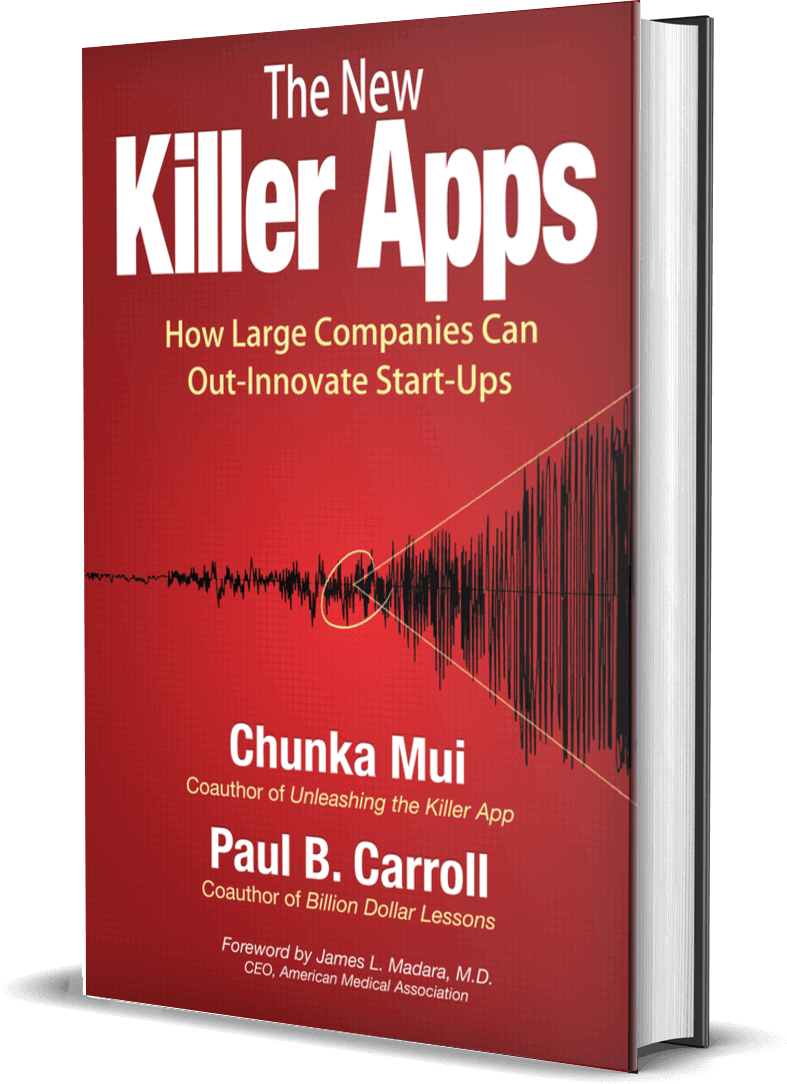 The New
Killer Apps
How Large Companies Can
Out-Innovate Start-Ups
Chunka Mui
Coauthor of Unleashing the Killer App
Paul B. Carroll
Coauthor of Billion Dollar Lessons
Foreword by James L. Madara, M.D.
CEO, American Medical Association